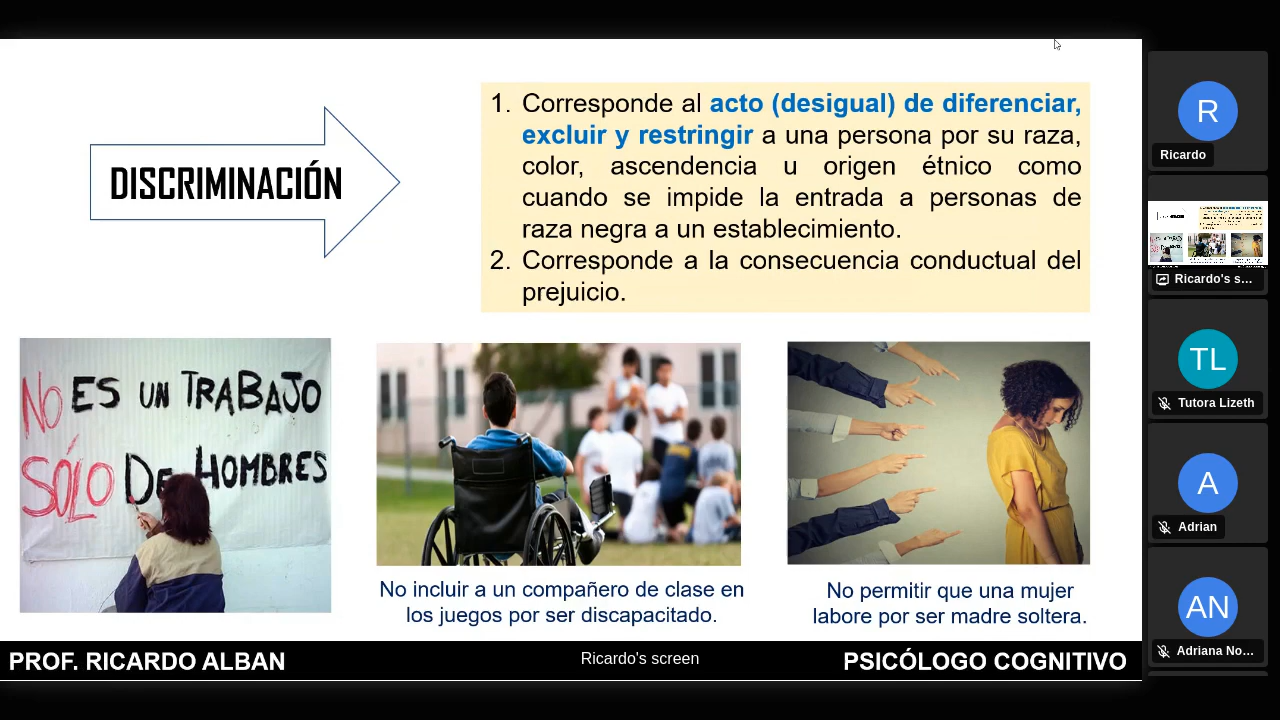 DISCRIMINACIÓN
1. Corresponde al acto (desigual) de diferenciar,
excluir y restringir a una persona por su raza,
color, ascendencia u origen étnico como
cuando se impide la entrada a personas de
raza negra a un establecimiento.
2. Corresponde a la consecuencia conductual del
prejuicio.
NO ES UN TRABAJO
SÓLO DE HOMBRES
No incluir a un compañero de clase en
los juegos por ser discapacitado.
No permitir que una mujer
labore por ser madre soltera.
PROF. RICARDO ALBAN
Ricardo's screen
PSICÓLOGO COGNITIVO
R
Ricardo
Ricardo's s...
TL
Tutora Lizeth
A
Adrian
AN
Adriana No...